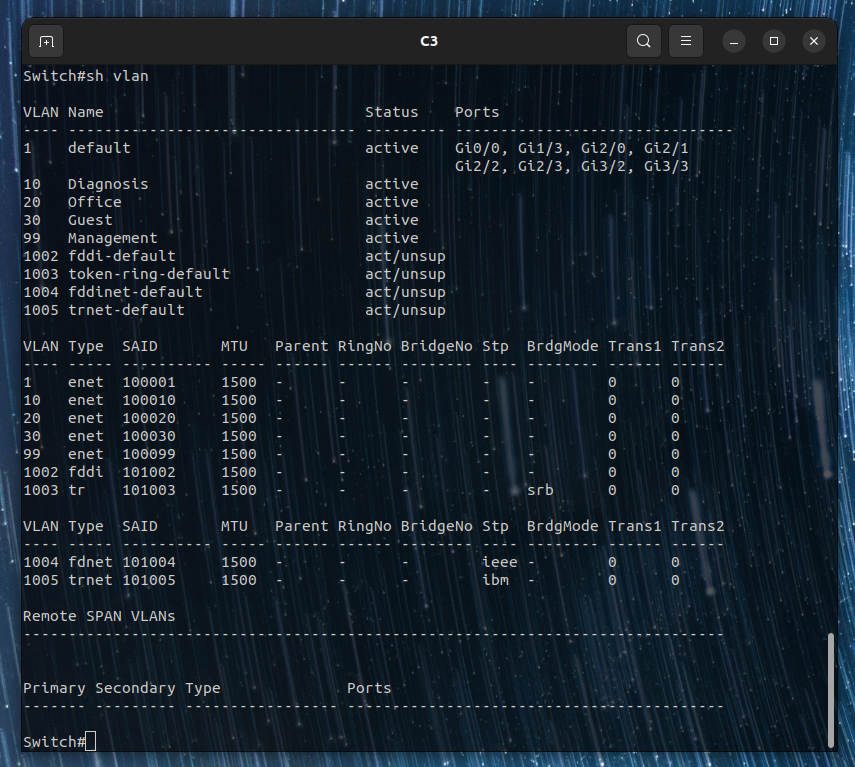 C3
Switch#sh vlan
VLAN Name                             Status    Ports
---- -------------------------------- --------- -------------------------------
1    default                          active    Gi0/0, Gi1/3, Gi2/0, Gi2/1
                                                Gi2/2, Gi2/3, Gi3/2, Gi3/3
10   Diagnosis                        active
20   Office                           active
30   Guest                            active
99   Management                       active
1002 fddi-default                     act/unsup
1003 token-ring-default               act/unsup
1004 fddinet-default                  act/unsup
1005 trnet-default                    act/unsup
VLAN Type  SAID       MTU   Parent RingNo BridgeNo Stp  BrdgMode Trans1 Trans2
---- ----- ---------- ----- ------ ------ -------- ---- -------- ------ ------
1    enet  100001     1500  -      -      -        -    -        0      0
10   enet  100010     1500  -      -      -        -    -        0      0
20   enet  100020     1500  -      -      -        -    -        0      0
30   enet  100030     1500  -      -      -        -    -        0      0
99   enet  100099     1500  -      -      -        -    -        0      0
1002 fddi  101002     1500  -      -      -        -    -        0      0
1003 tr    101003     1500  -      -      -        -    srb      0      0
VLAN Type  SAID       MTU   Parent RingNo BridgeNo Stp  BrdgMode Trans1 Trans2
---- ----- ---------- ----- ------ ------ -------- ---- -------- ------ ------
1004 fdnet 101004     1500  -      -      -        ieee -        0      0
1005 trnet 101005     1500  -      -      -        ibm  -        0      0
Remote SPAN VLANs
------------------------------------------------------------------------------
Primary Secondary Type              Ports
------- --------- ----------------- ------------------------------------------
Switch#